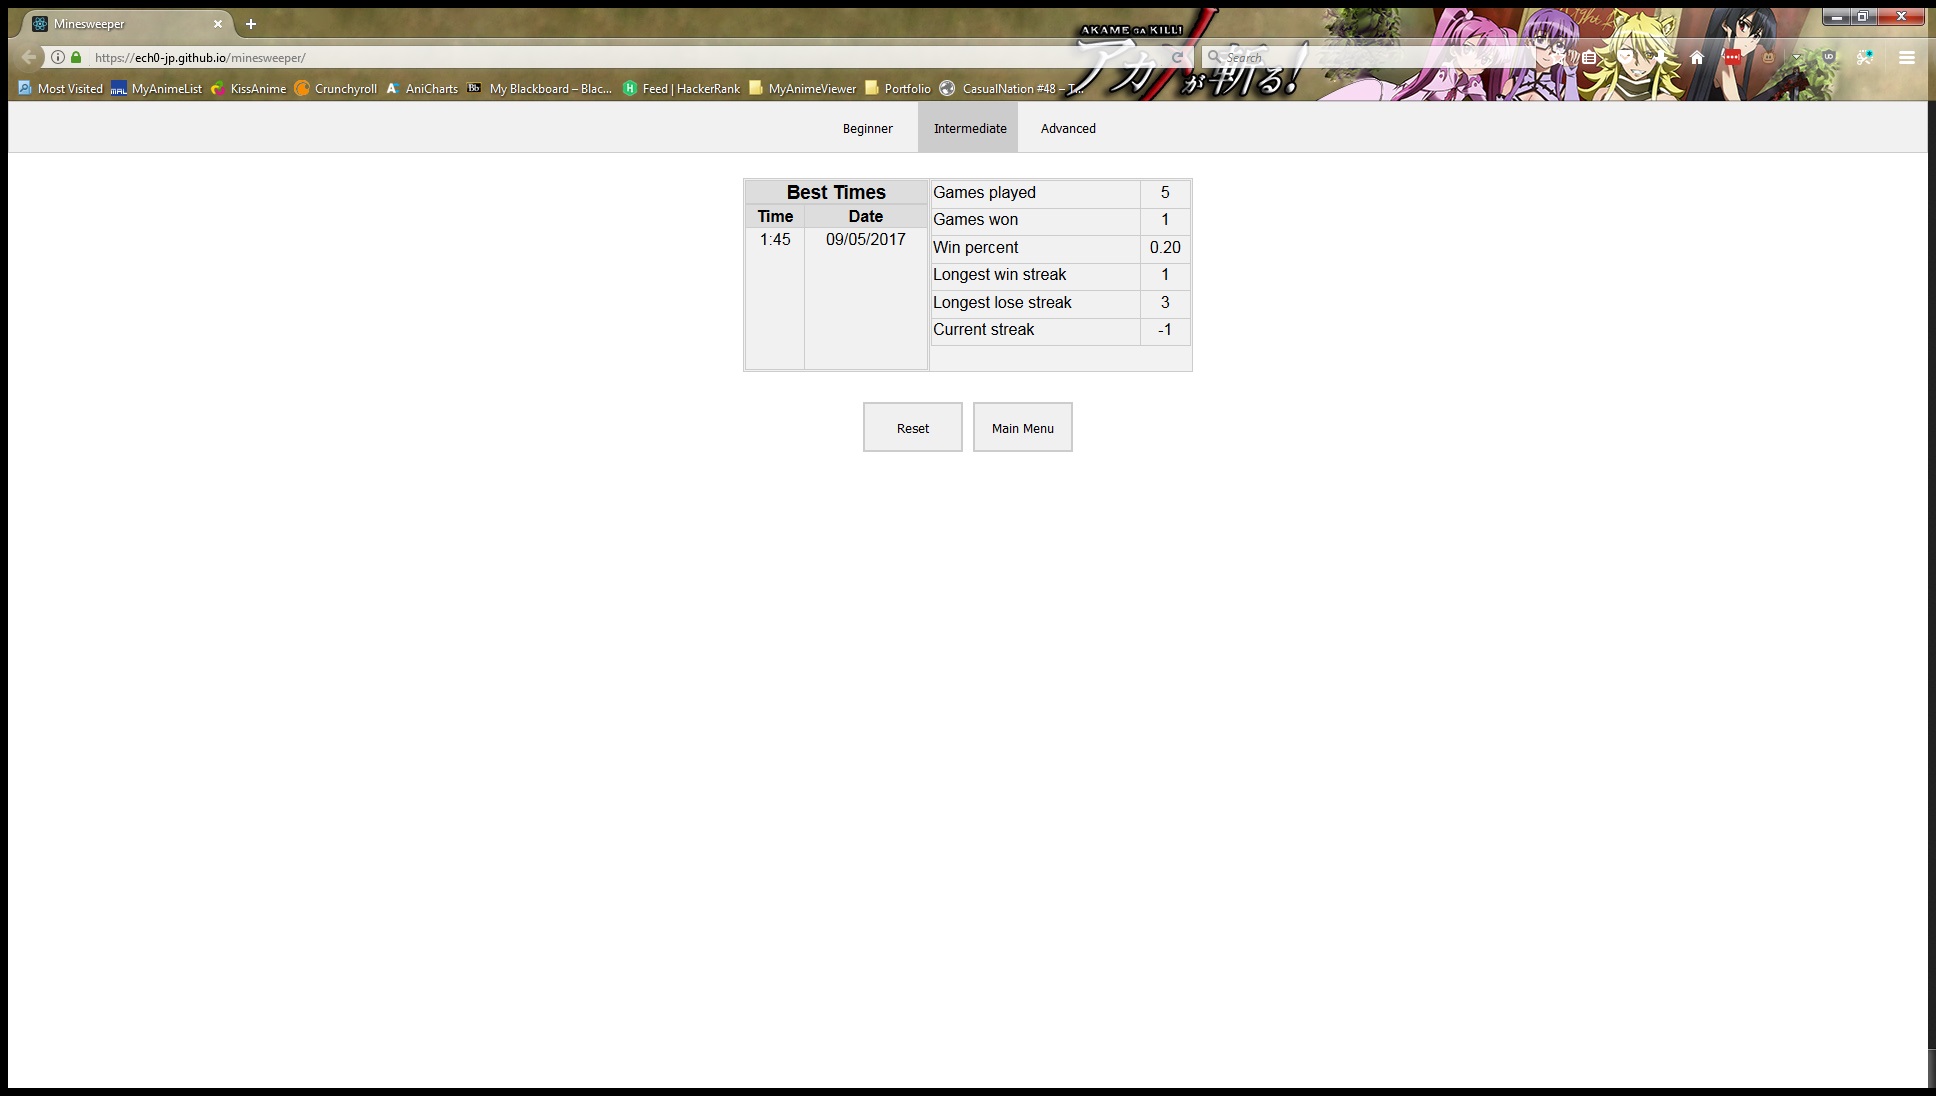 Minesweeper
AKAME GA KILL!
https://ech0-jp.github.io/minesweeper/
Search
アカメが斬る!
Most Visited MAL MyAnimeList KissAnime Crunchyroll AniCharts Bb My Blackboard – Blac... H Feed | HackerRank MyAnimeViewer Portfolio CasualNation #48 – T...
Beginner Intermediate Advanced
Best Times
Time Date
1:45 09/05/2017
Games played 5
Games won 1
Win percent 0.20
Longest win streak 1
Longest lose streak 3
Current streak -1
Reset Main Menu